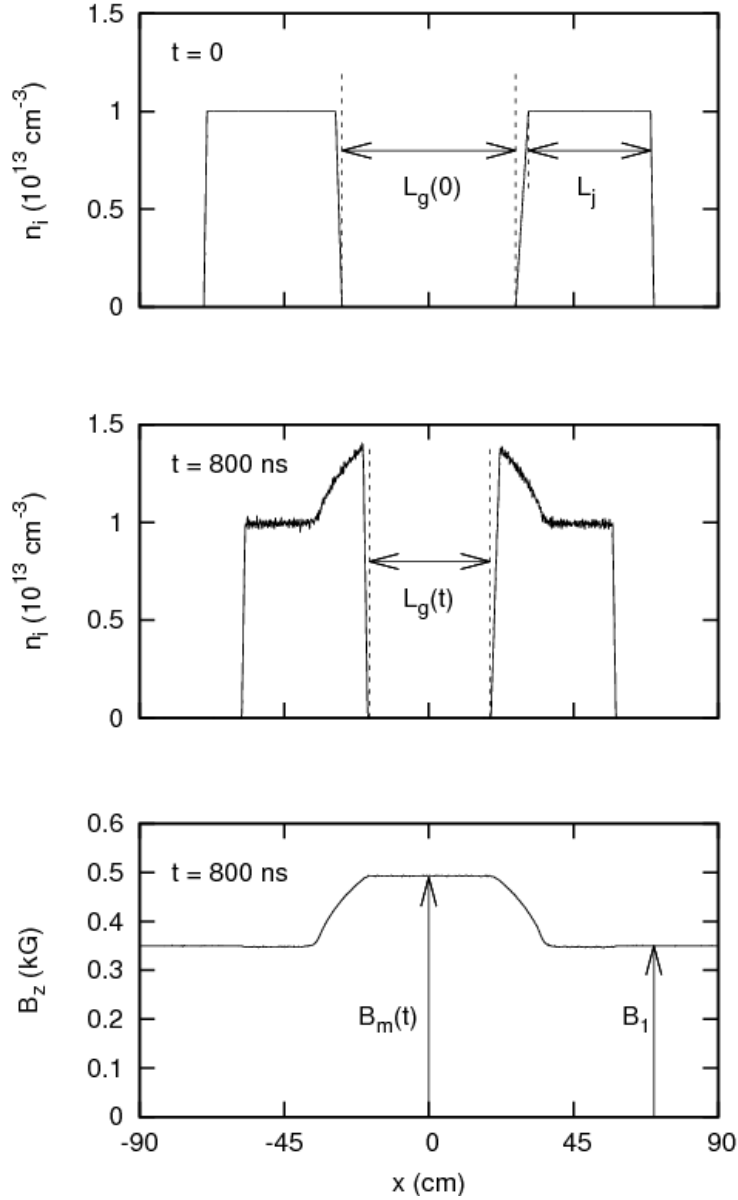 1.5
t = 0
1
n_i (10^13 cm^-3)
0.5
L_g(0)
L_j
0
1.5
t = 800 ns
1
n_i (10^13 cm^-3)
0.5
L_g(t)
0
0.6
0.5
t = 800 ns
0.4
B_z (kG)
0.3
0.2
B_m(t)
B_1
0.1
0
-90 -45 0 45 90
x (cm)